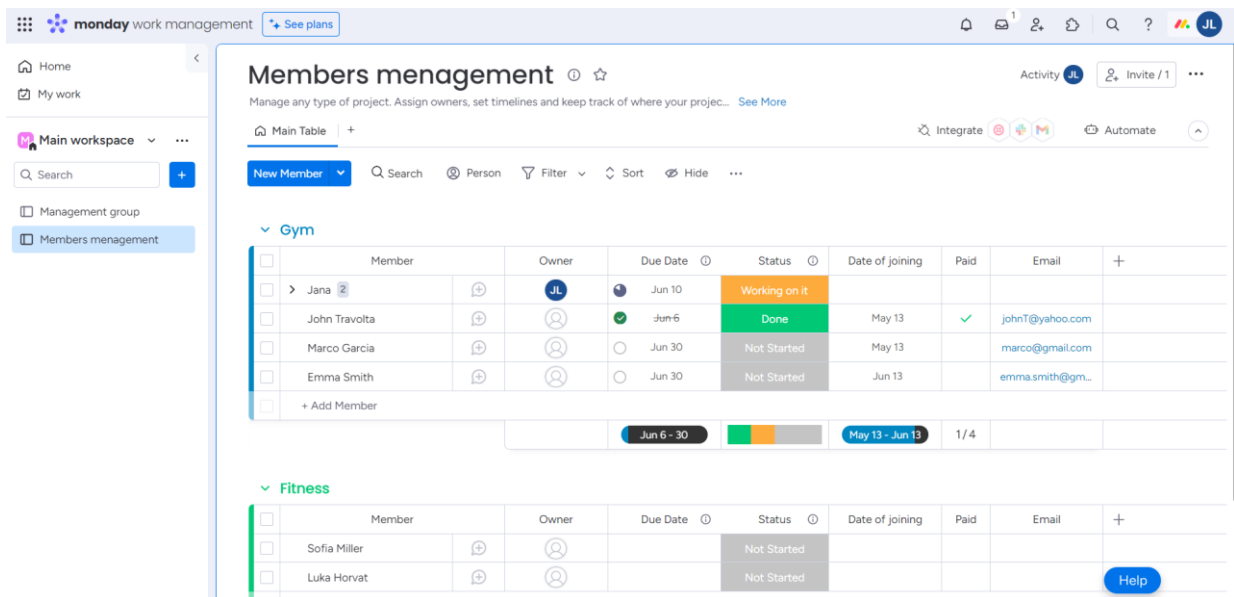 monday work management See plans
1
JL
Home
My work
Main workspace
M
Search
+
Management group
Members menagement
Members menagement
Activity JL Invite / 1
Manage any type of project. Assign owners, set timelines and keep track of where your projec... See More
Main Table +
Integrate M Automate
New Member Search Person Filter Sort Hide ...
Gym
Member Owner Due Date Status Date of joining Paid Email +
Jana 2 JL Jun 10 Working on it
John Travolta Jun 6 Done May 13 johnT@yahoo.com
Marco Garcia Jun 30 Not Started May 13 marco@gmail.com
Emma Smith Jun 30 Not Started Jun 13 emma.smith@gm...
+ Add Member
Jun 6 - 30 May 13 - Jun 13 1/4
Fitness
Member Owner Due Date Status Date of joining Paid Email +
Sofia Miller Not Started
Luka Horvat Not Started
Help